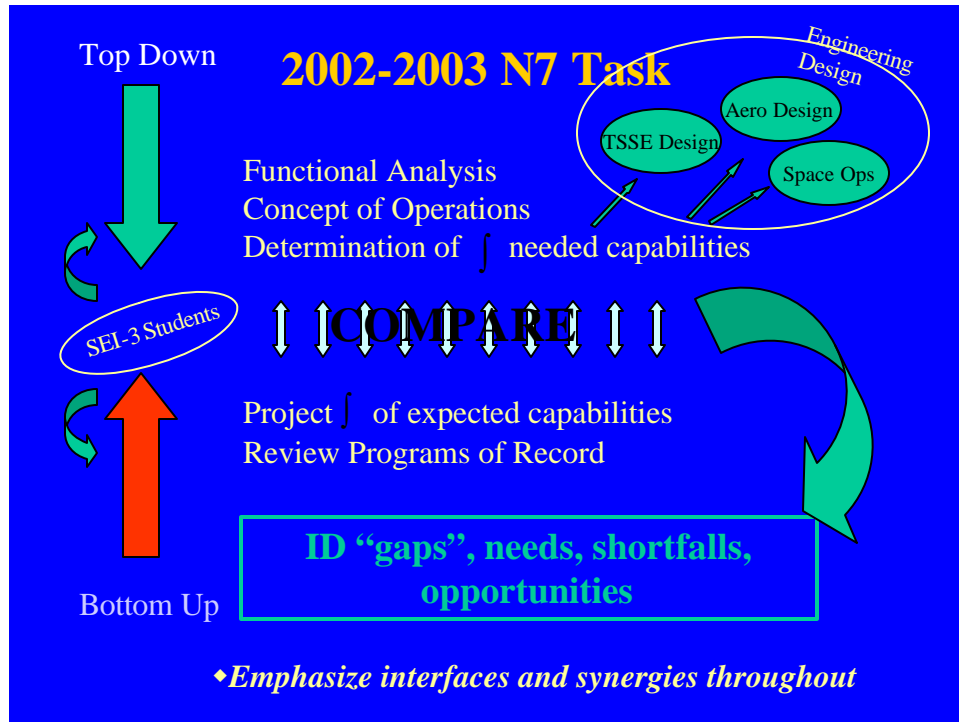 Top Down
2002-2003 N7 Task
Engineering
Design
Aero Design
TSSE Design
Space Ops
Functional Analysis
Concept of Operations
Determination of ∫ needed capabilities
SEI-3 Students
COMPARE
Project ∫ of expected capabilities
Review Programs of Record
ID “gaps”, needs, shortfalls,
opportunities
Bottom Up
◆Emphasize interfaces and synergies throughout